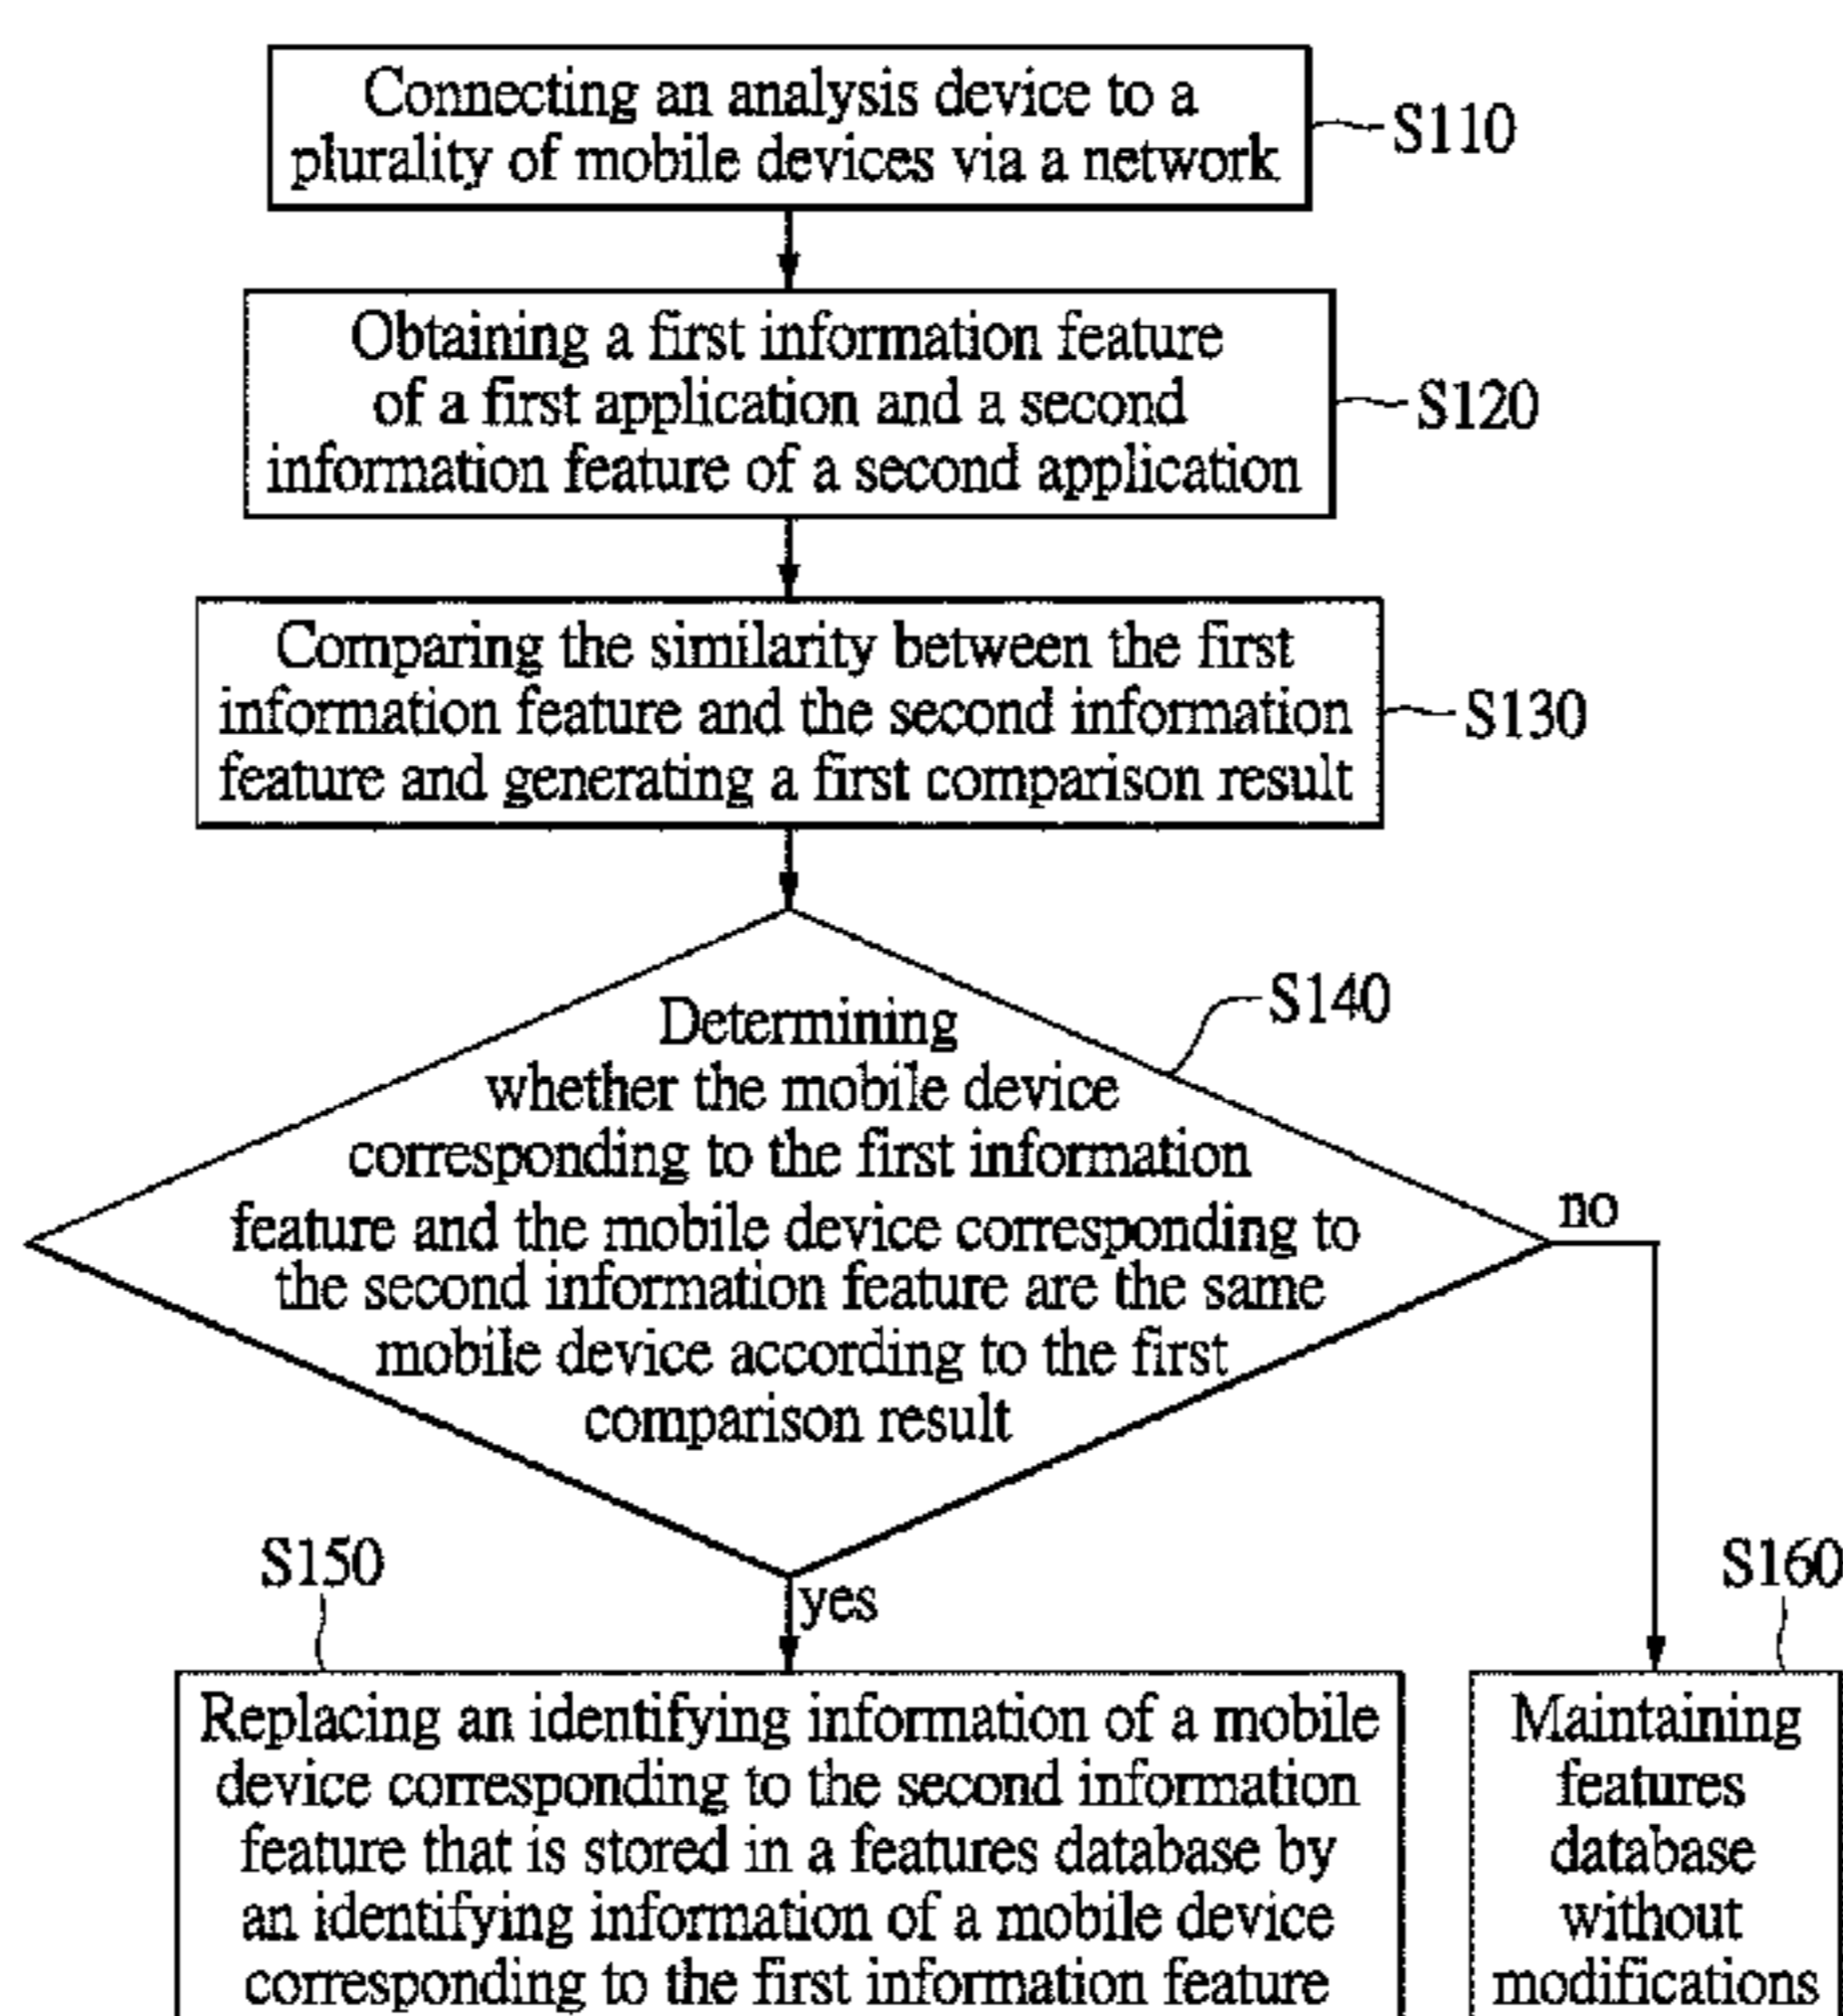 Connecting an analysis device to a
plurality of mobile devices via a network
S110
Obtaining a first information feature
of a first application and a second
information feature of a second application
S120
Comparing the similarity between the first
information feature and the second information
feature and generating a first comparison result
S130
Determining
whether the mobile device
corresponding to the first information
feature and the mobile device corresponding to
the second information feature are the same
mobile device according to the first
comparison result
S140
no
yes
S150
Replacing an identifying information of a mobile
device corresponding to the second information
feature that is stored in a features database by
an identifying information of a mobile device
corresponding to the first information feature
S160
Maintaining
features
database
without
modifications